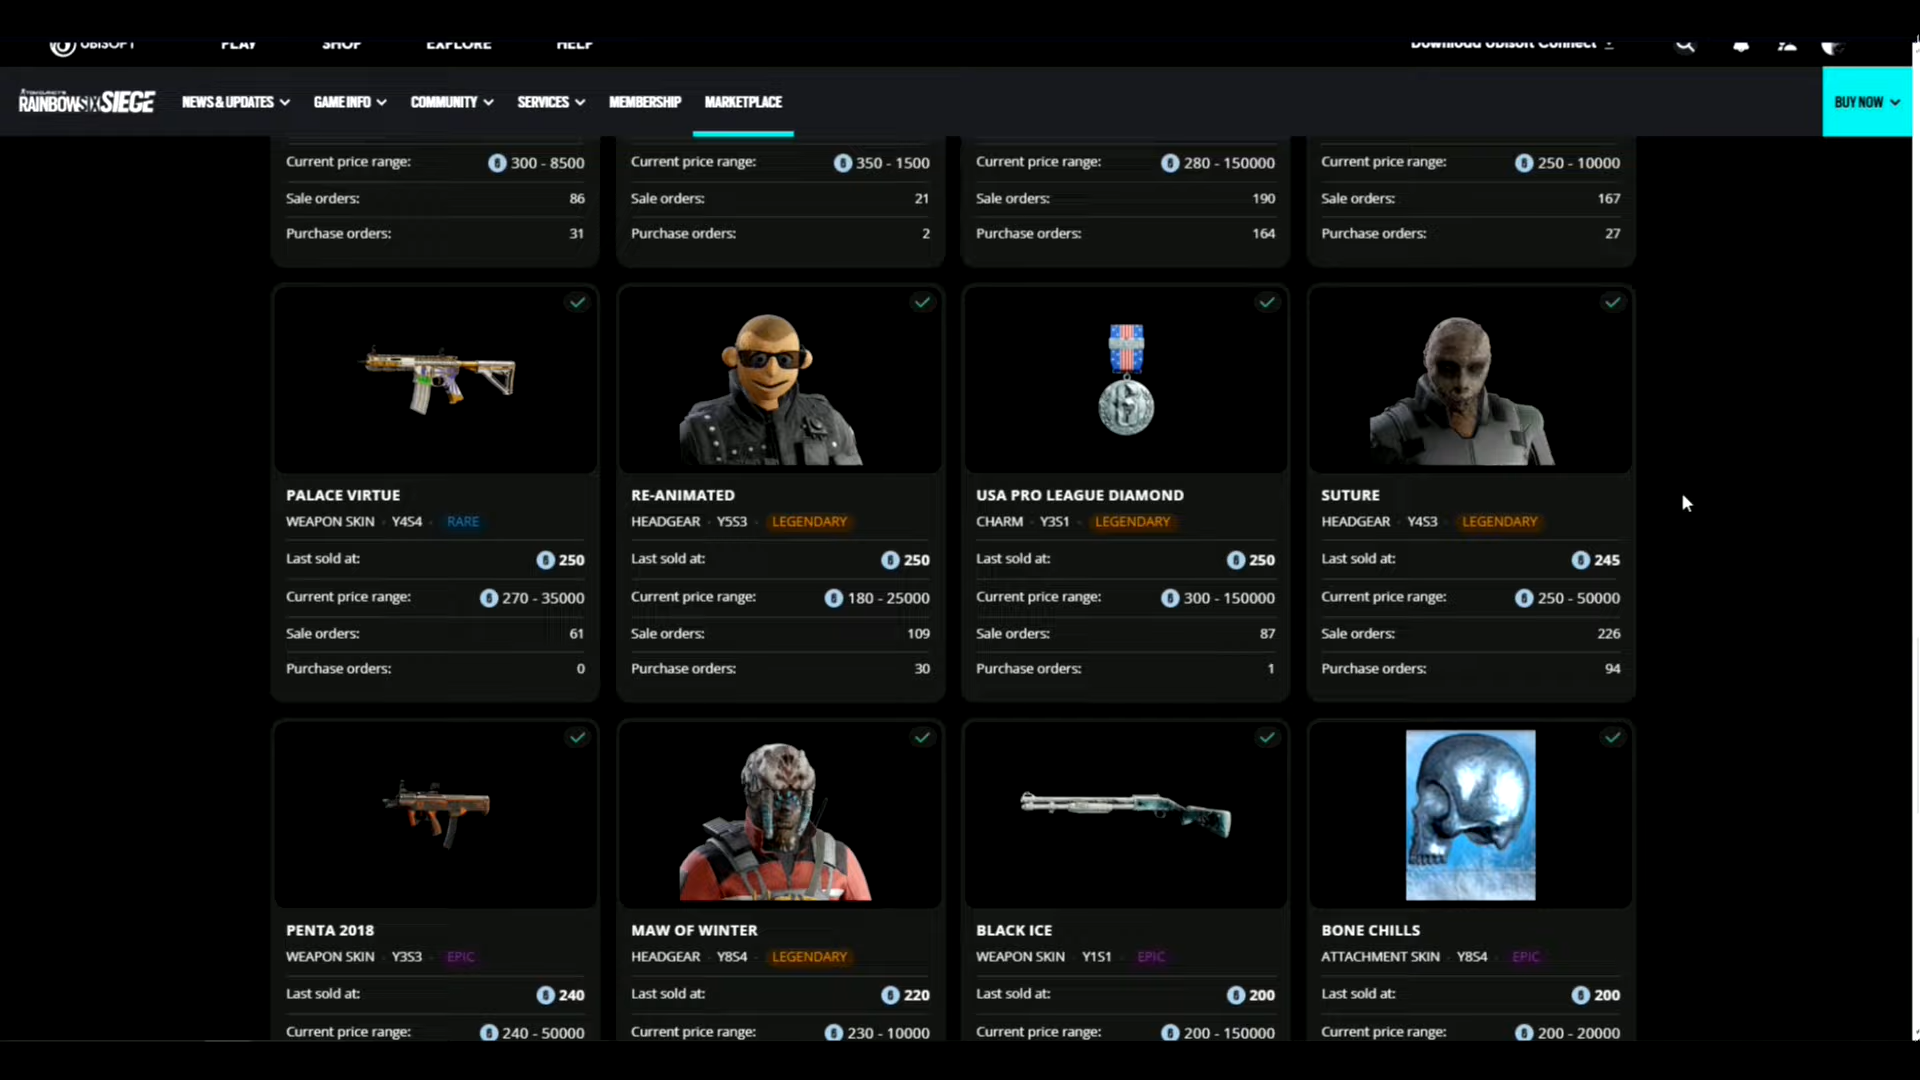 UBISOFT PLAY SHOP EXPLORE HELP Download Ubisoft Connect
RAINBOWSIX SIEGE NEWS & UPDATES GAME INFO COMMUNITY SERVICES MEMBERSHIP MARKETPLACE BUY NOW
Current price range: 300 - 8500 Current price range: 350 - 1500 Current price range: 280 - 150000 Current price range: 250 - 10000
Sale orders: 86 Sale orders: 21 Sale orders: 190 Sale orders: 167
Purchase orders: 31 Purchase orders: 2 Purchase orders: 164 Purchase orders: 27
PALACE VIRTUE RE-ANIMATED USA PRO LEAGUE DIAMOND SUTURE
WEAPON SKIN Y4S4 RARE HEADGEAR Y5S3 LEGENDARY CHARM Y3S1 LEGENDARY HEADGEAR Y4S3 LEGENDARY
Last sold at: 250 Last sold at: 250 Last sold at: 250 Last sold at: 245
Current price range: 270 - 35000 Current price range: 180 - 25000 Current price range: 300 - 150000 Current price range: 250 - 50000
Sale orders: 61 Sale orders: 109 Sale orders: 87 Sale orders: 226
Purchase orders: 0 Purchase orders: 30 Purchase orders: 1 Purchase orders: 94
PENTA 2018 MAW OF WINTER BLACK ICE BONE CHILLS
WEAPON SKIN Y3S3 EPIC HEADGEAR Y8S4 LEGENDARY WEAPON SKIN Y1S1 EPIC ATTACHMENT SKIN Y8S4 EPIC
Last sold at: 240 Last sold at: 220 Last sold at: 200 Last sold at: 200
Current price range: 240 - 50000 Current price range: 230 - 10000 Current price range: 200 - 150000 Current price range: 200 - 20000